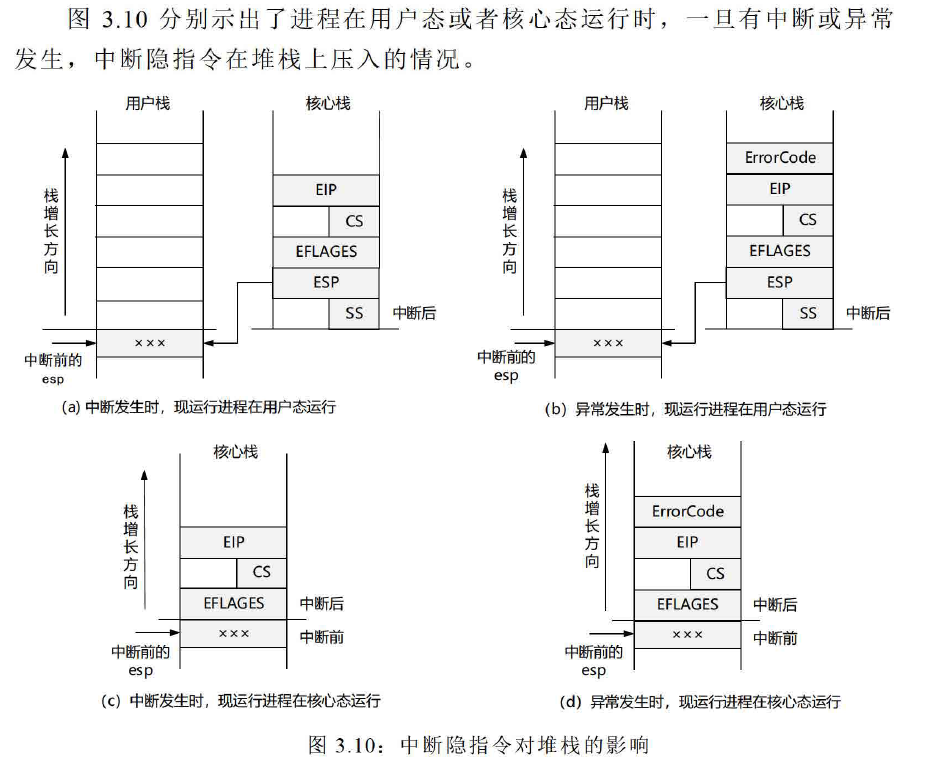 图 3.10 分别示出了进程在用户态或者核心态运行时，一旦有中断或异常
发生，中断隐指令在堆栈上压入的情况。
用户栈
核心栈
栈增长方向
EIP
CS
EFLAGES
ESP
SS
中断后
×××
中断前的
esp
(a) 中断发生时，现运行进程在用户态运行
用户栈
核心栈
栈增长方向
ErrorCode
EIP
CS
EFLAGES
ESP
SS
中断后
×××
中断前的
esp
（b）异常发生时，现运行进程在用户态运行
核心栈
栈增长方向
EIP
CS
EFLAGES
中断后
×××
中断前
中断前的
esp
（c）中断发生时，现运行进程在核心态运行
核心栈
栈增长方向
ErrorCode
EIP
CS
EFLAGES
中断后
×××
中断前
中断前的
esp
（d）异常发生时，现运行进程在核心态运行
图 3.10：中断隐指令对堆栈的影响